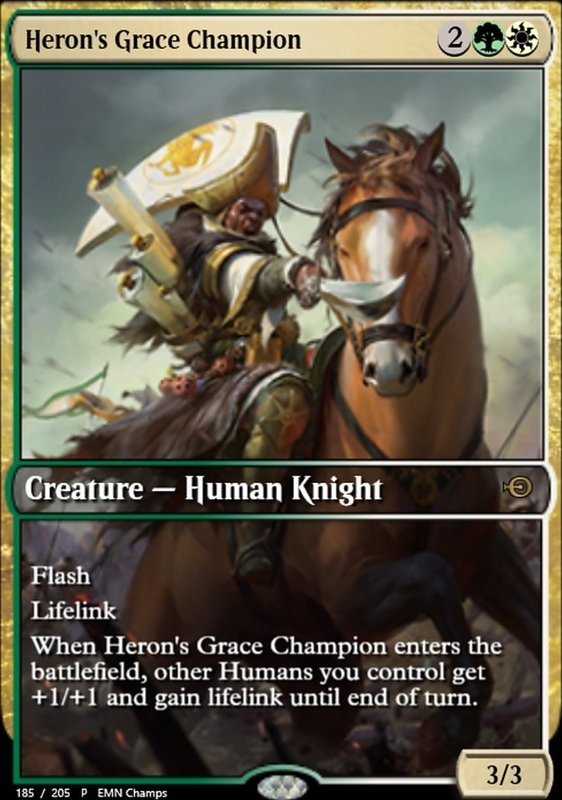 Heron's Grace Champion 2
Creature — Human Knight
Flash
Lifelink
When Heron's Grace Champion enters the
battlefield, other Humans you control get
+1/+1 and gain lifelink until end of turn.
3/3
185 / 205 P EMN Champs